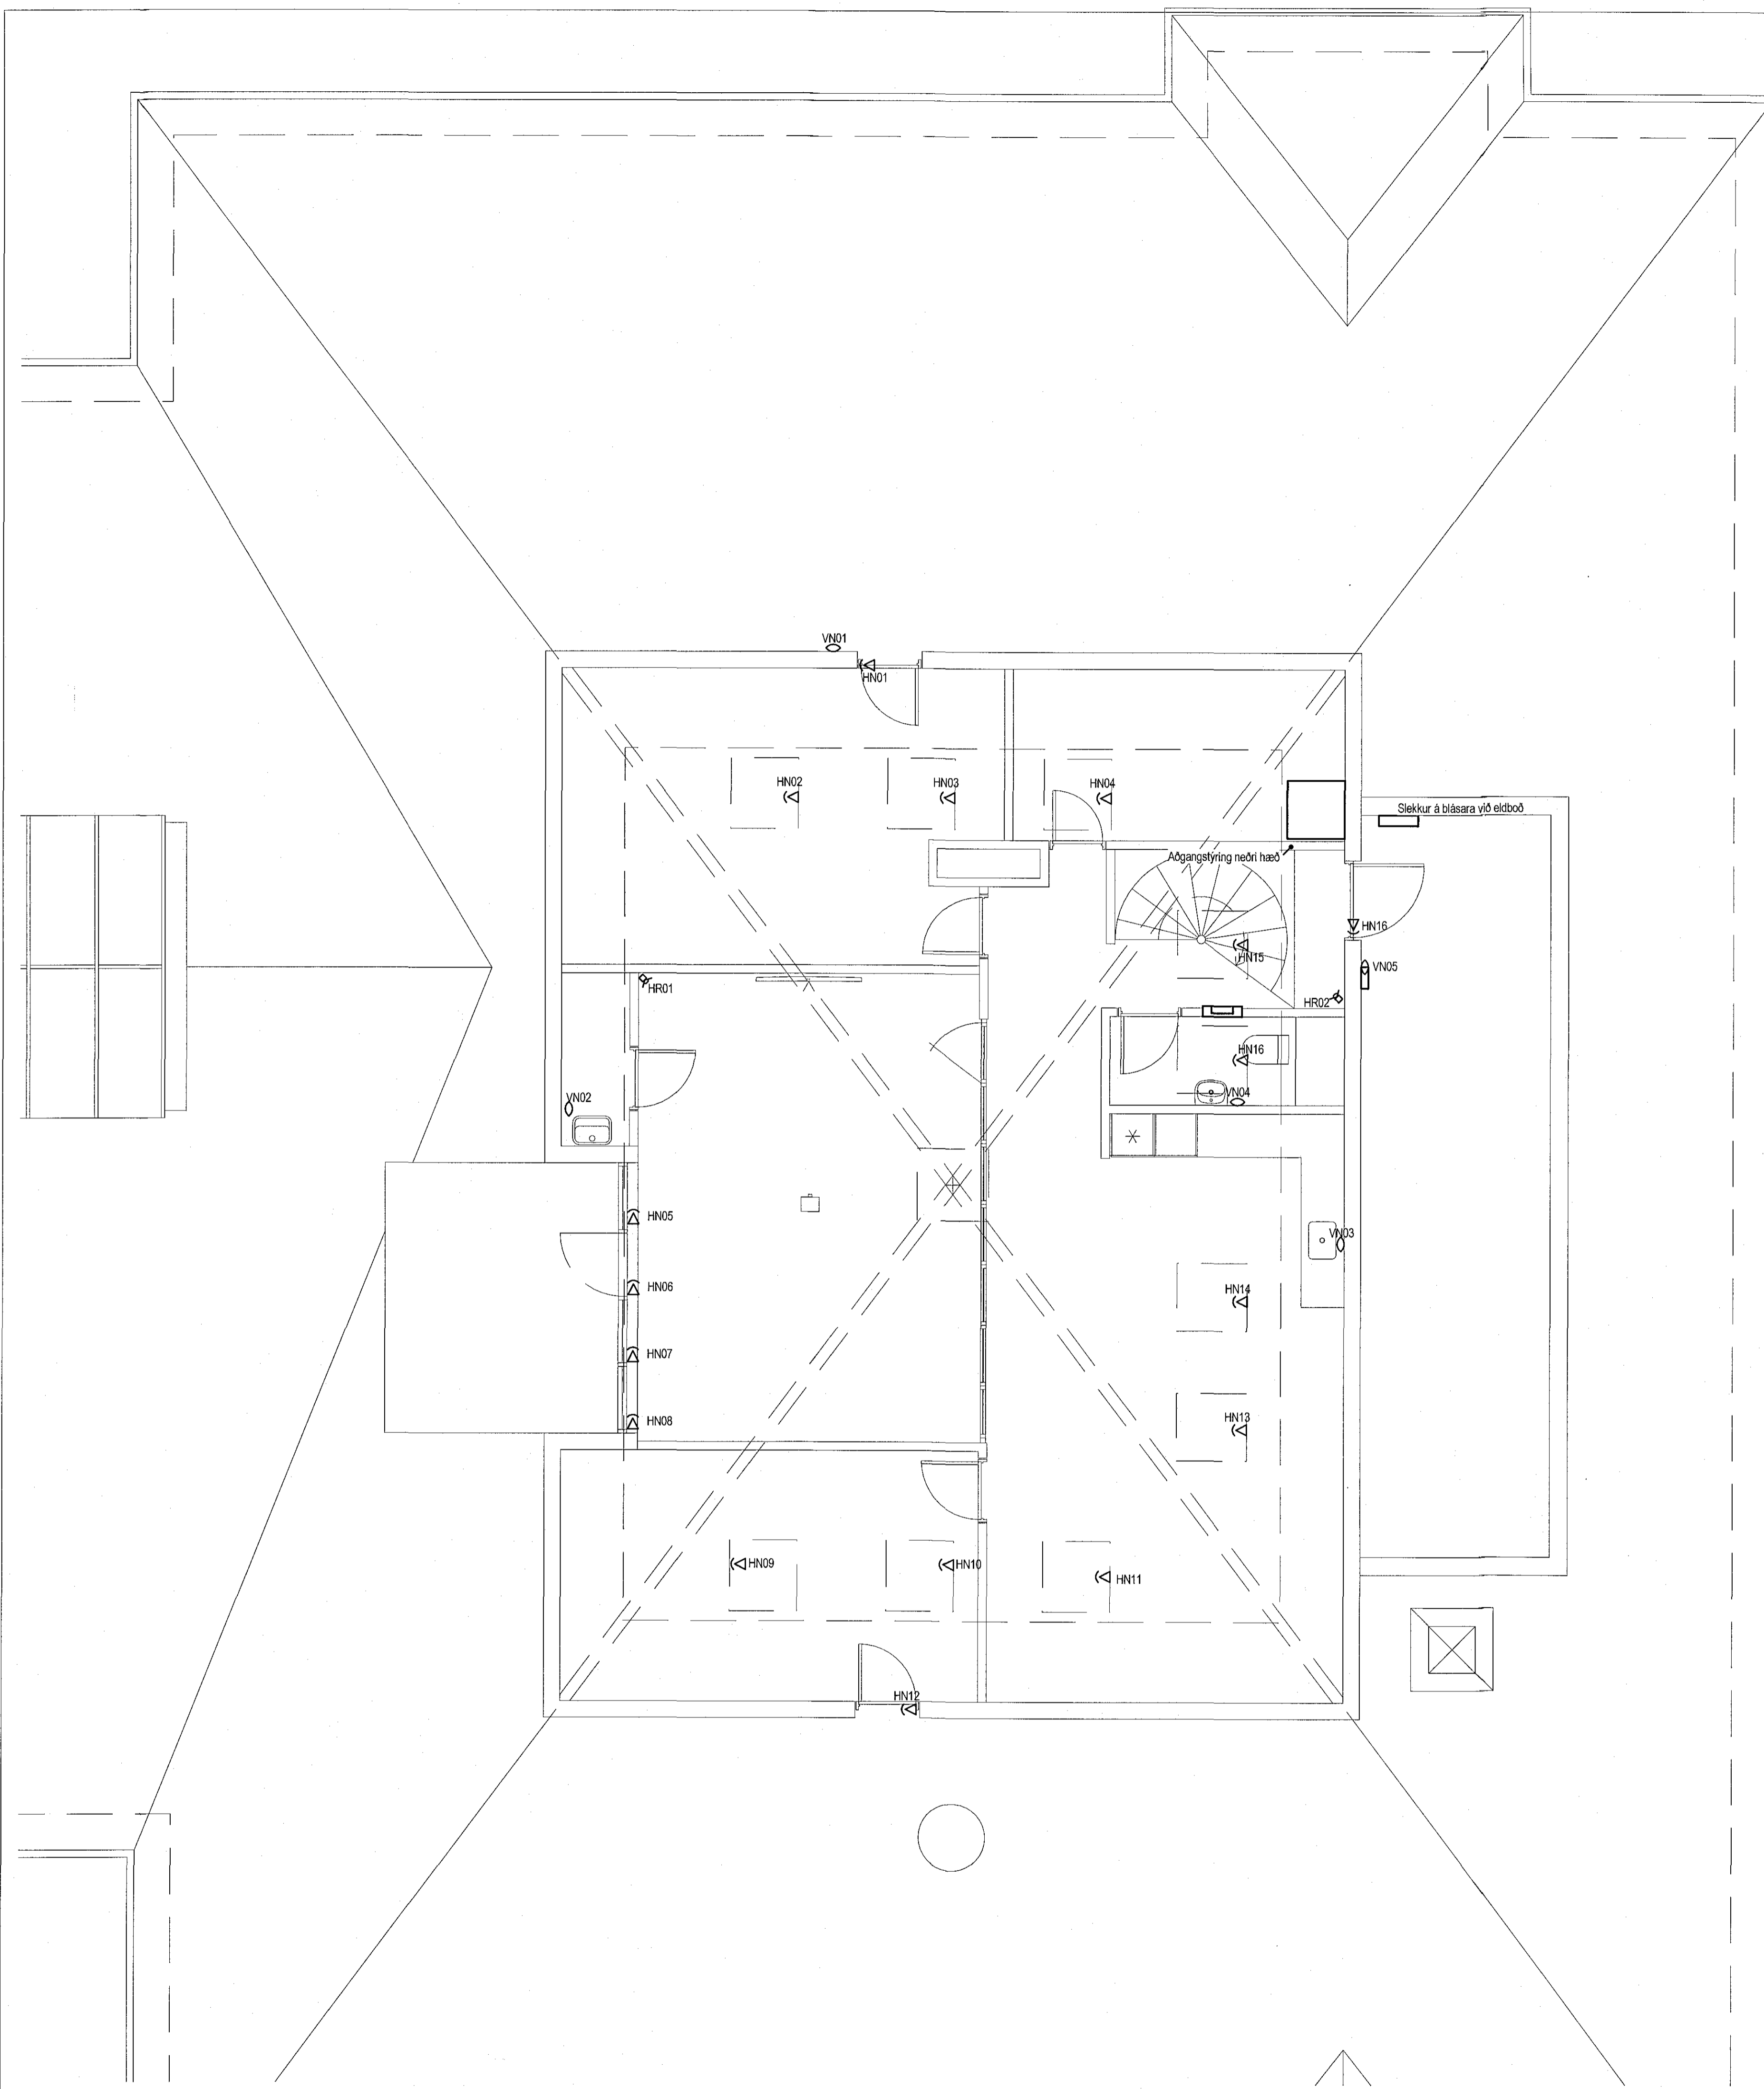 VN01
HN01
HN02
HN03
HN04
Slekkur á blásara við eldboð
Aðgangstýring neðri hæð
HN16
HN15
VN05
HR01
HR02
HN16
VN02
VN04
HN05
VN03
HN06
HN14
HN07
HN08
HN13
HN09
HN10
HN11
HN12